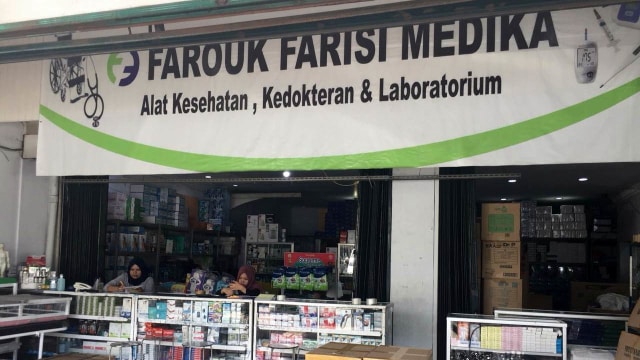 FAROUK FARISI MEDIKA
Alat Kesehatan , Kedokteran & Laboratorium